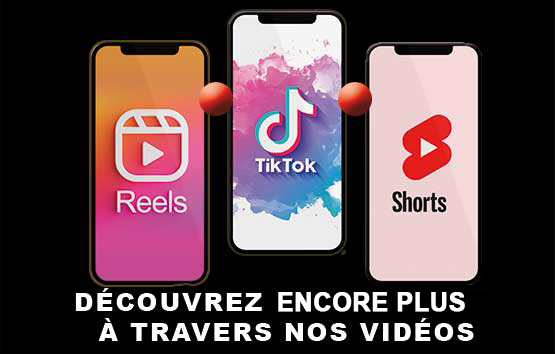 Reels
TikTok
Shorts
DÉCOUVREZ ENCORE PLUS
À TRAVERS NOS VIDÉOS